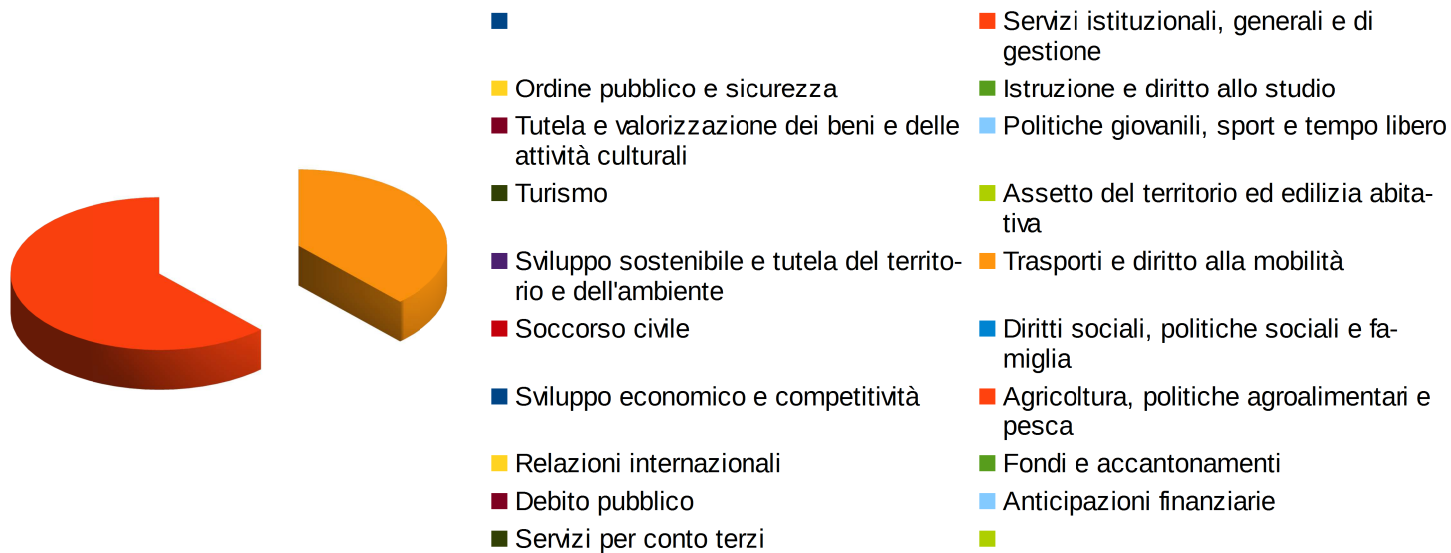 Servizi istituzionali, generali e di
gestione
Ordine pubblico e sicurezza
Istruzione e diritto allo studio
Tutela e valorizzazione dei beni e delle
attività culturali
Politiche giovanili, sport e tempo libero
Turismo
Assetto del territorio ed edilizia abita-
tiva
Sviluppo sostenibile e tutela del territo-
rio e dell'ambiente
Trasporti e diritto alla mobilità
Soccorso civile
Diritti sociali, politiche sociali e fa-
miglia
Sviluppo economico e competitività
Agricoltura, politiche agroalimentari e
pesca
Relazioni internazionali
Fondi e accantonamenti
Debito pubblico
Anticipazioni finanziarie
Servizi per conto terzi